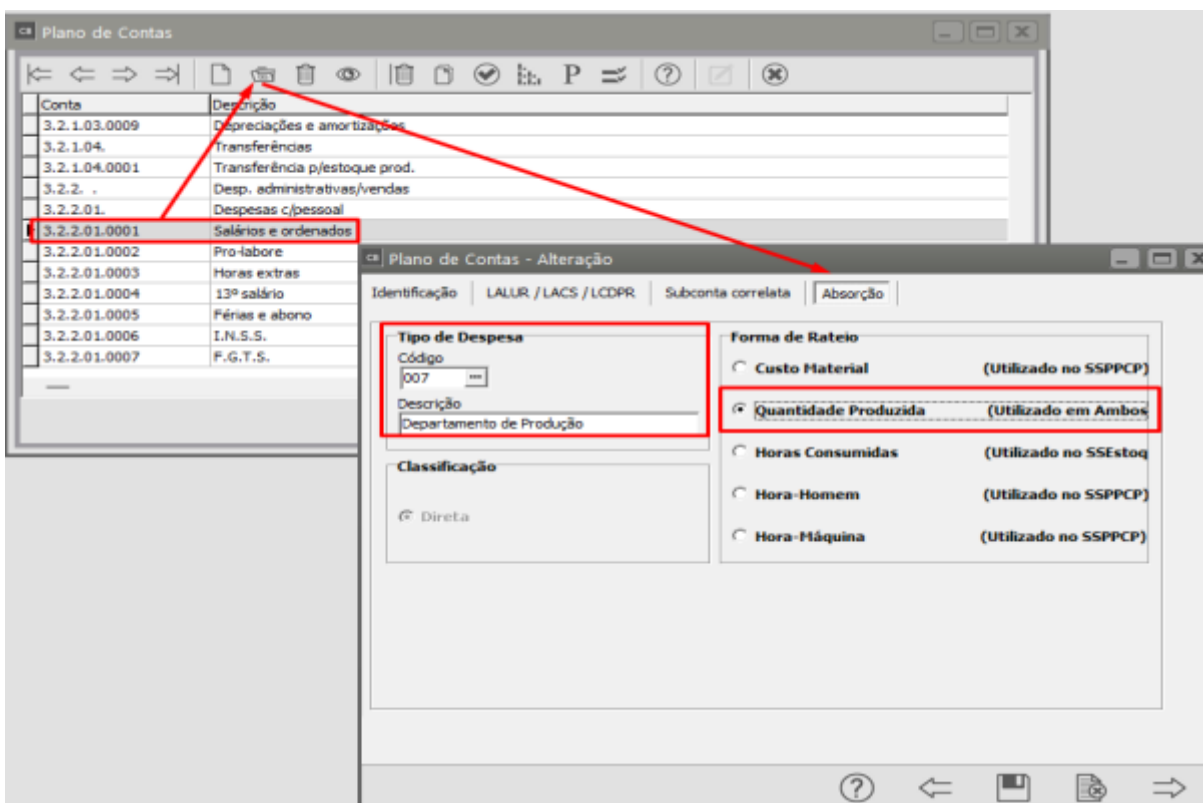 Plano de Contas
P
Conta Descrição
3.2.1.03.0009 Depreciações e amortizações
3.2.1.04. Transferências
3.2.1.04.0001 Transferência p/estoque prod.
3.2.2. . Desp. administrativas/vendas
3.2.2.01. Despesas c/pessoal
3.2.2.01.0001 Salários e ordenados
3.2.2.01.0002 Pro-labore
3.2.2.01.0003 Horas extras
3.2.2.01.0004 13º salário
3.2.2.01.0005 Férias e abono
3.2.2.01.0006 I.N.S.S.
3.2.2.01.0007 F.G.T.S.
Plano de Contas - Alteração
Identificação LALUR / LACS / LCDPR Subconta correlata Absorção
Tipo de Despesa
Código
007
Descrição
Departamento de Produção
Classificação
Direta
Forma de Rateio
Custo Material (Utilizado no SSPPCP)
Quantidade Produzida (Utilizado em Ambos
Horas Consumidas (Utilizado no SSEstoq
Hora-Homem (Utilizado no SSPPCP)
Hora-Máquina (Utilizado no SSPPCP)